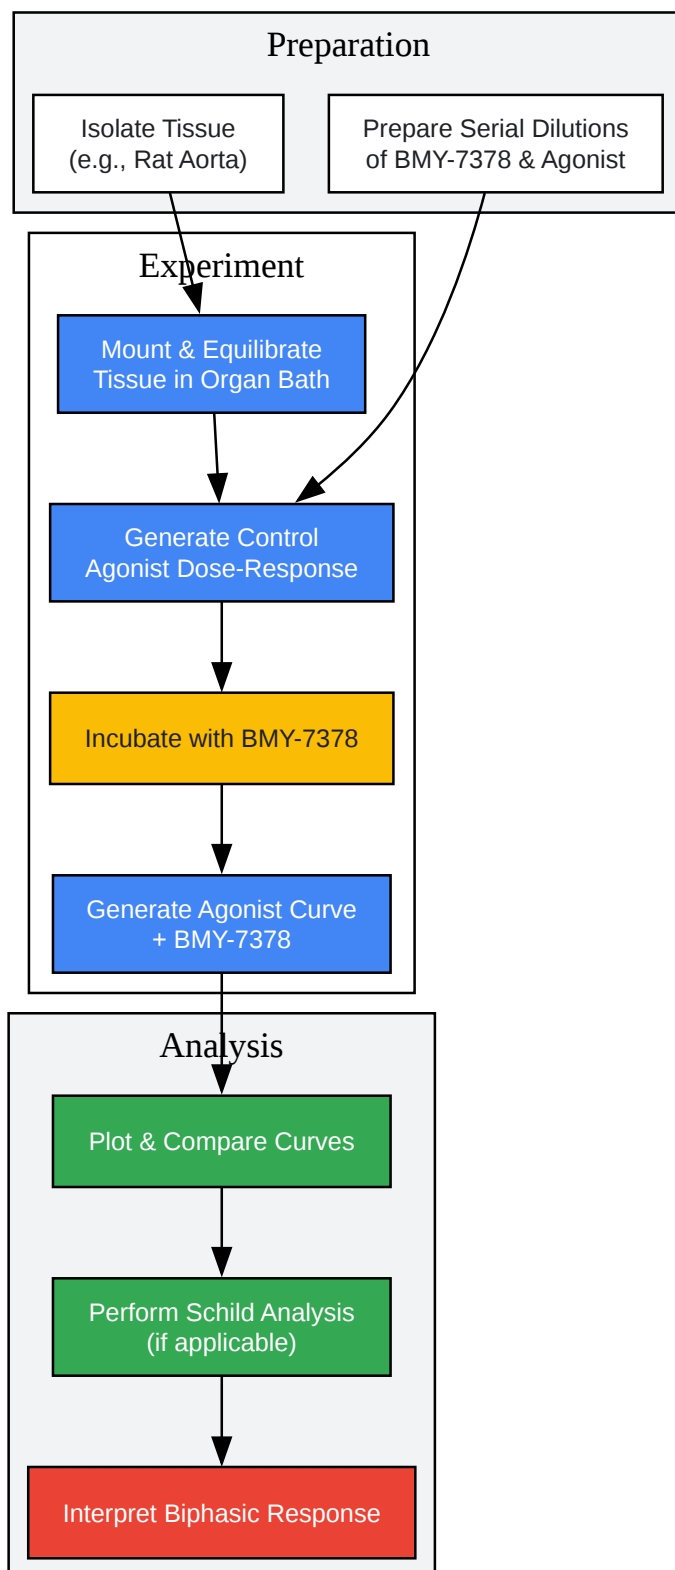 Preparation
Isolate Tissue
(e.g., Rat Aorta)
Prepare Serial Dilutions
of BMY-7378 & Agonist
Experiment
Mount & Equilibrate
Tissue in Organ Bath
Generate Control
Agonist Dose-Response
Incubate with BMY-7378
Generate Agonist Curve
+ BMY-7378
Analysis
Plot & Compare Curves
Perform Schild Analysis
(if applicable)
Interpret Biphasic Response